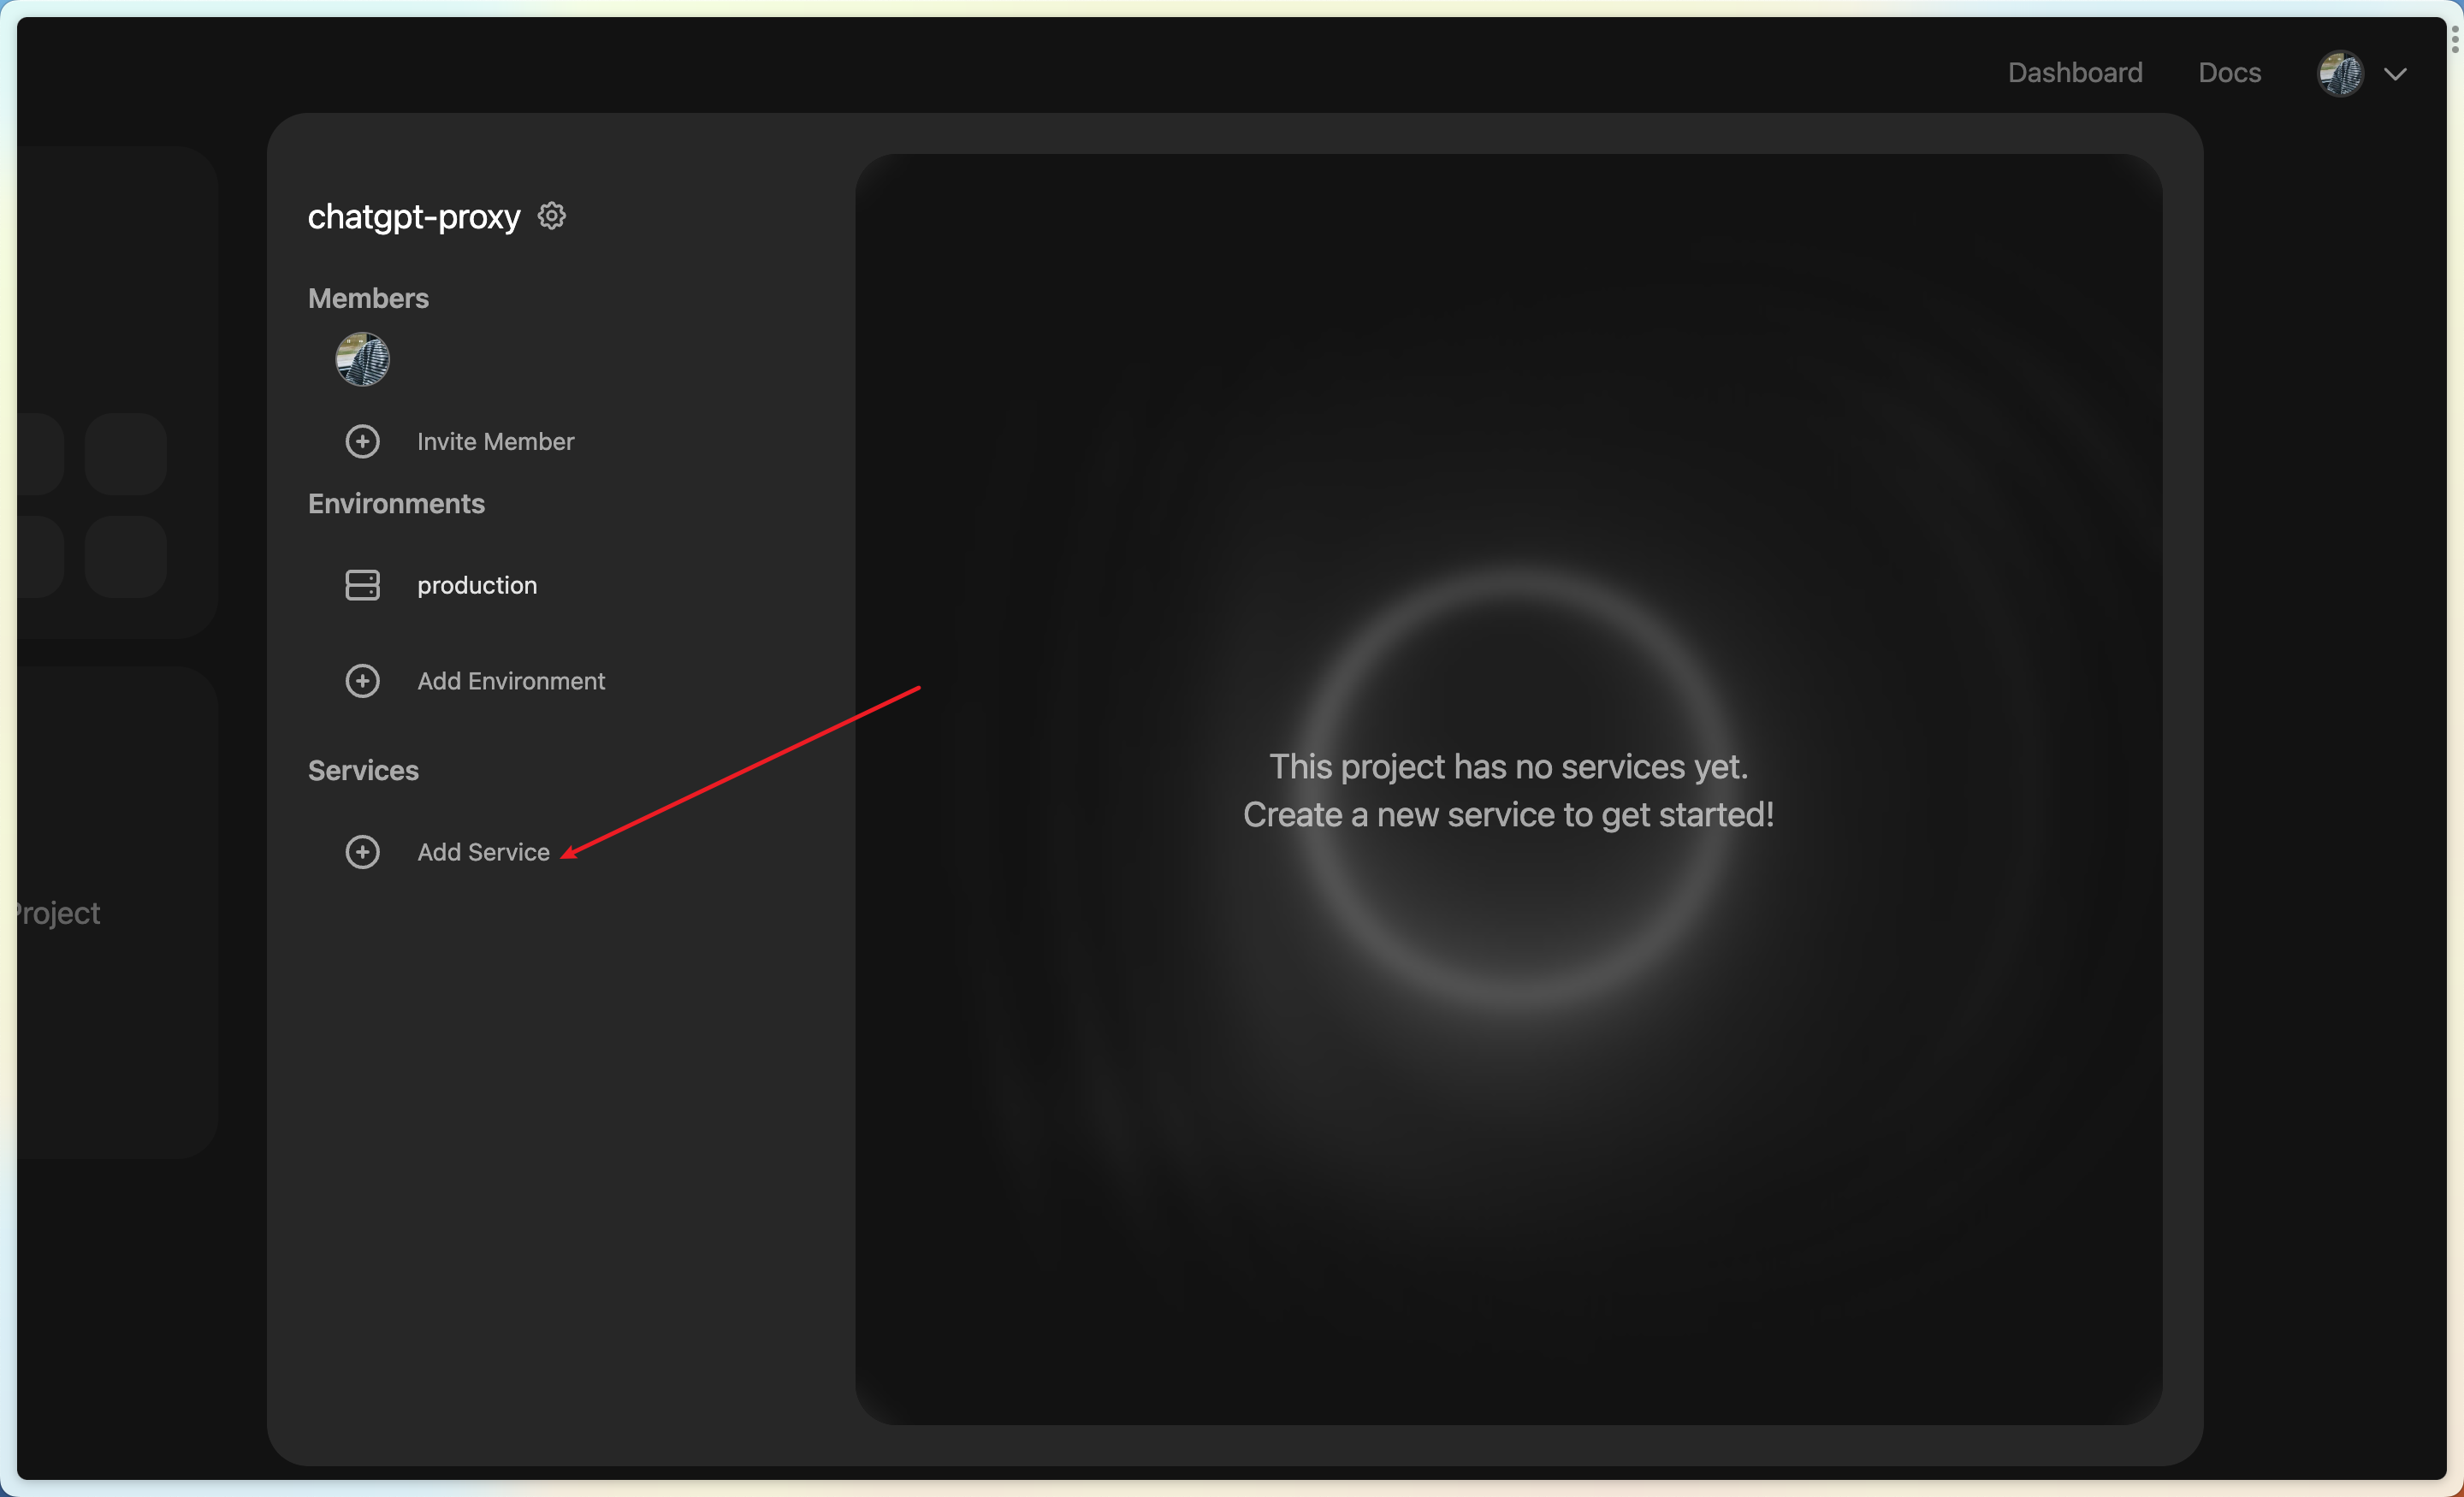 Dashboard
Docs
chatgpt-proxy
Members
Invite Member
Environments
production
Add Environment
Services
Add Service
This project has no services yet.
Create a new service to get started!